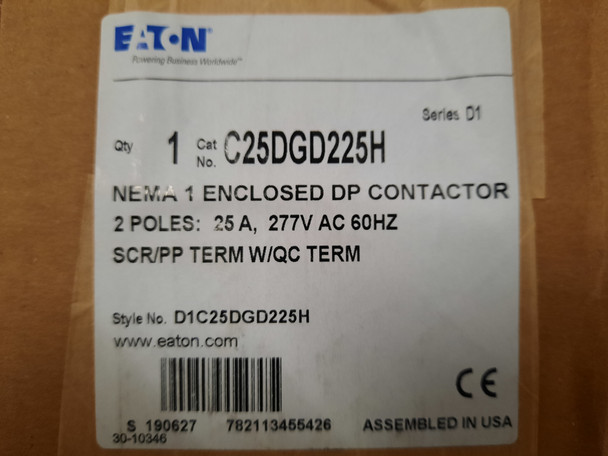 EATON
Powering Business Worldwide™
Series D1
Qty 1 Cat No. C25DGD225H
NEMA 1 ENCLOSED DP CONTACTOR
2 POLES: 25 A, 277V AC 60HZ
SCR/PP TERM W/QC TERM
Style No. D1C25DGD225H
www.eaton.com
CE
S 190627 782113455426 ASSEMBLED IN USA
30-10346